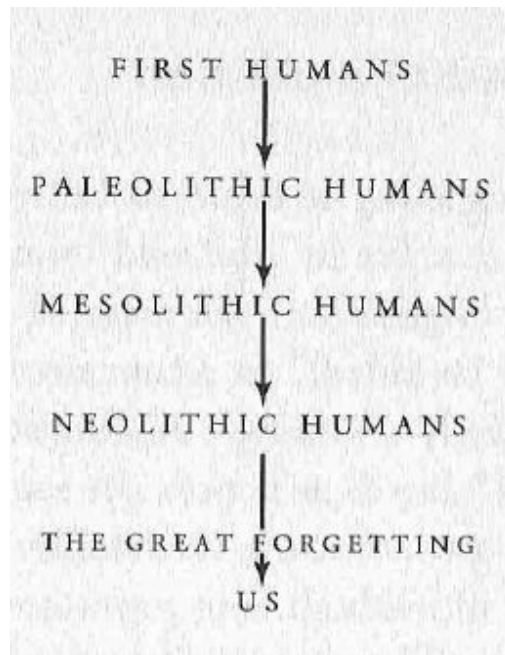 FIRST HUMANS
PALEOLITHIC HUMANS
MESOLITHIC HUMANS
NEOLITHIC HUMANS
THE GREAT FORGETTING
US